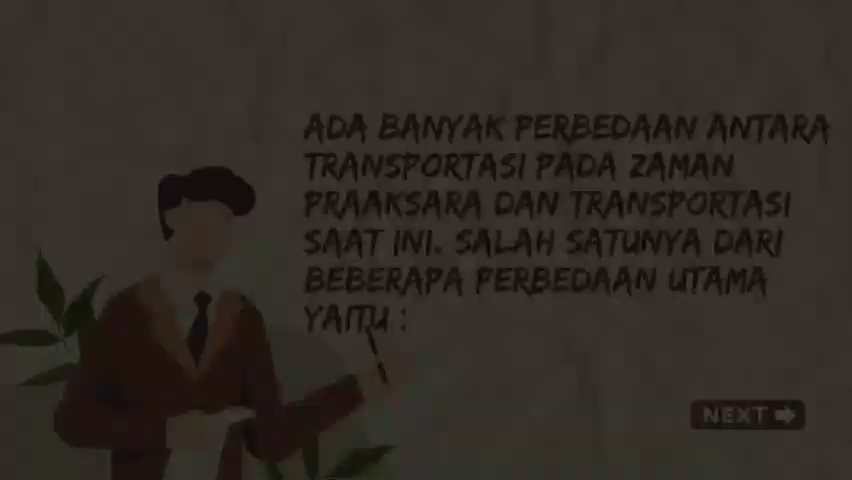 ADA BANYAK PERBEDAAN ANTARA
TRANSPORTASI PADA ZAMAN
PRAAKSARA DAN TRANSPORTASI
SAAT INI. SALAH SATUNYA DARI
BEBERAPA PERBEDAAN UTAMA
YAITU :
NEXT